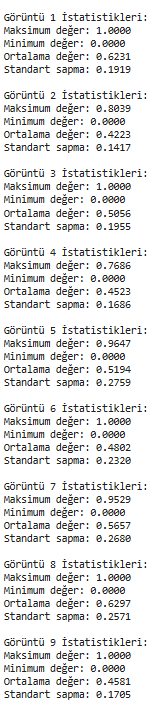 Görüntü 1 İstatistikleri:
Maksimum değer: 1.0000
Minimum değer: 0.0000
Ortalama değer: 0.6231
Standart sapma: 0.1919
Görüntü 2 İstatistikleri:
Maksimum değer: 0.8039
Minimum değer: 0.0000
Ortalama değer: 0.4223
Standart sapma: 0.1417
Görüntü 3 İstatistikleri:
Maksimum değer: 1.0000
Minimum değer: 0.0000
Ortalama değer: 0.5056
Standart sapma: 0.1955
Görüntü 4 İstatistikleri:
Maksimum değer: 0.7686
Minimum değer: 0.0000
Ortalama değer: 0.4523
Standart sapma: 0.1686
Görüntü 5 İstatistikleri:
Maksimum değer: 0.9647
Minimum değer: 0.0000
Ortalama değer: 0.5194
Standart sapma: 0.2759
Görüntü 6 İstatistikleri:
Maksimum değer: 1.0000
Minimum değer: 0.0000
Ortalama değer: 0.4802
Standart sapma: 0.2320
Görüntü 7 İstatistikleri:
Maksimum değer: 0.9529
Minimum değer: 0.0000
Ortalama değer: 0.5657
Standart sapma: 0.2680
Görüntü 8 İstatistikleri:
Maksimum değer: 1.0000
Minimum değer: 0.0000
Ortalama değer: 0.6297
Standart sapma: 0.2571
Görüntü 9 İstatistikleri:
Maksimum değer: 1.0000
Minimum değer: 0.0000
Ortalama değer: 0.4581
Standart sapma: 0.1705